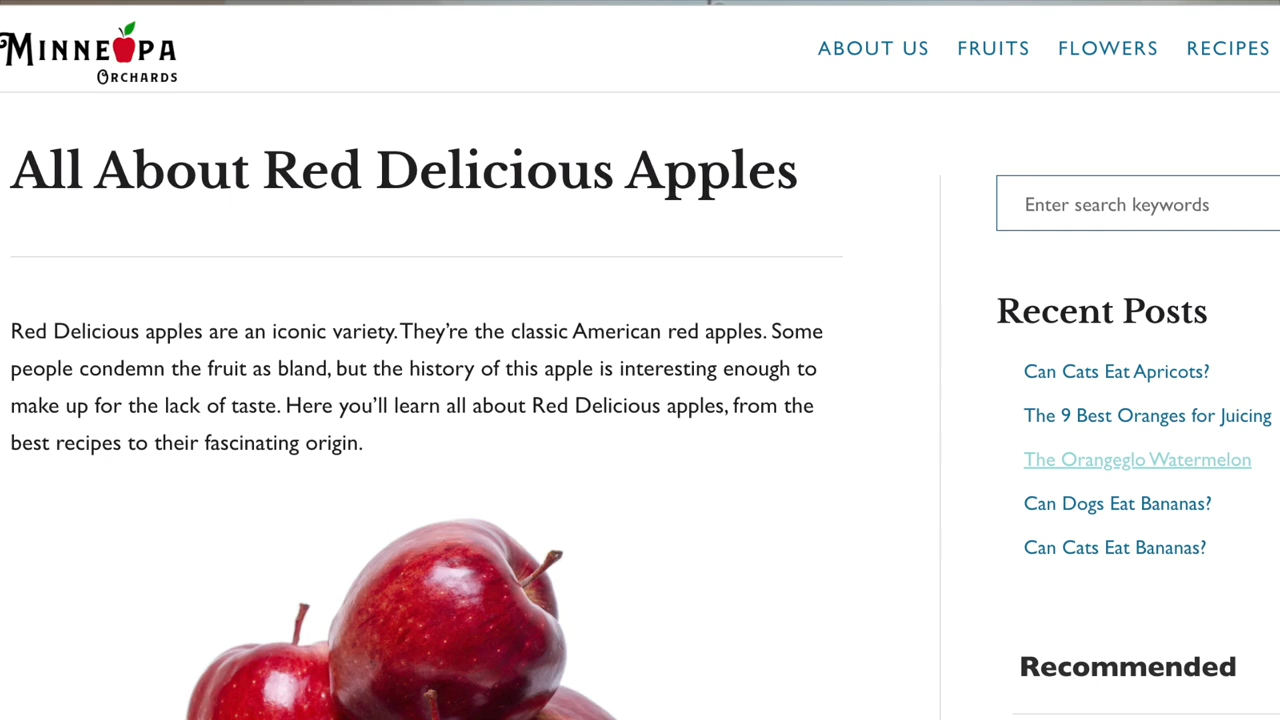 MINNEOPA
ORCHARDS
ABOUT US FRUITS FLOWERS RECIPES
All About Red Delicious Apples
Red Delicious apples are an iconic variety. They're the classic American red apples. Some
people condemn the fruit as bland, but the history of this apple is interesting enough to
make up for the lack of taste. Here you'll learn all about Red Delicious apples, from the
best recipes to their fascinating origin.
Enter search keywords
Recent Posts
Can Cats Eat Apricots?
The 9 Best Oranges for Juicing
The Orangeglo Watermelon
Can Dogs Eat Bananas?
Can Cats Eat Bananas?
Recommended